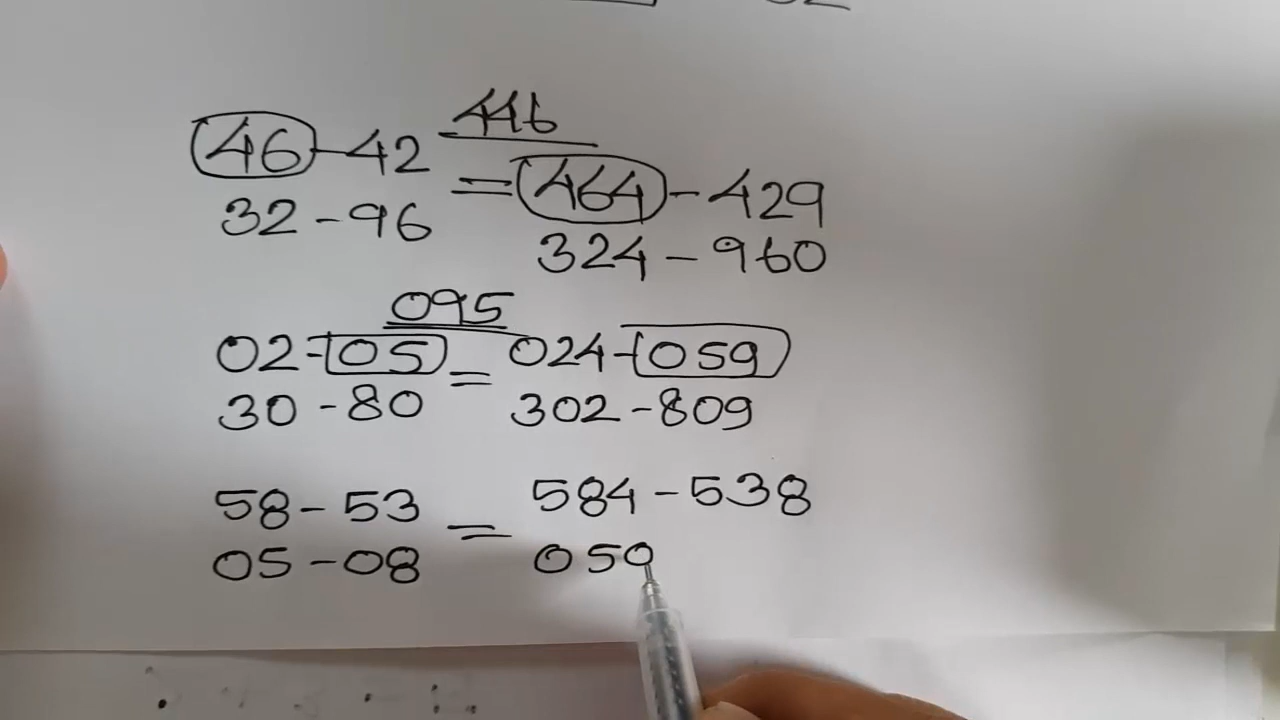 446
46-42 = 464-429
32-96 324-960
095
02-05 = 024-059
30-80 302-809
58-53 = 584-538
05-08 05